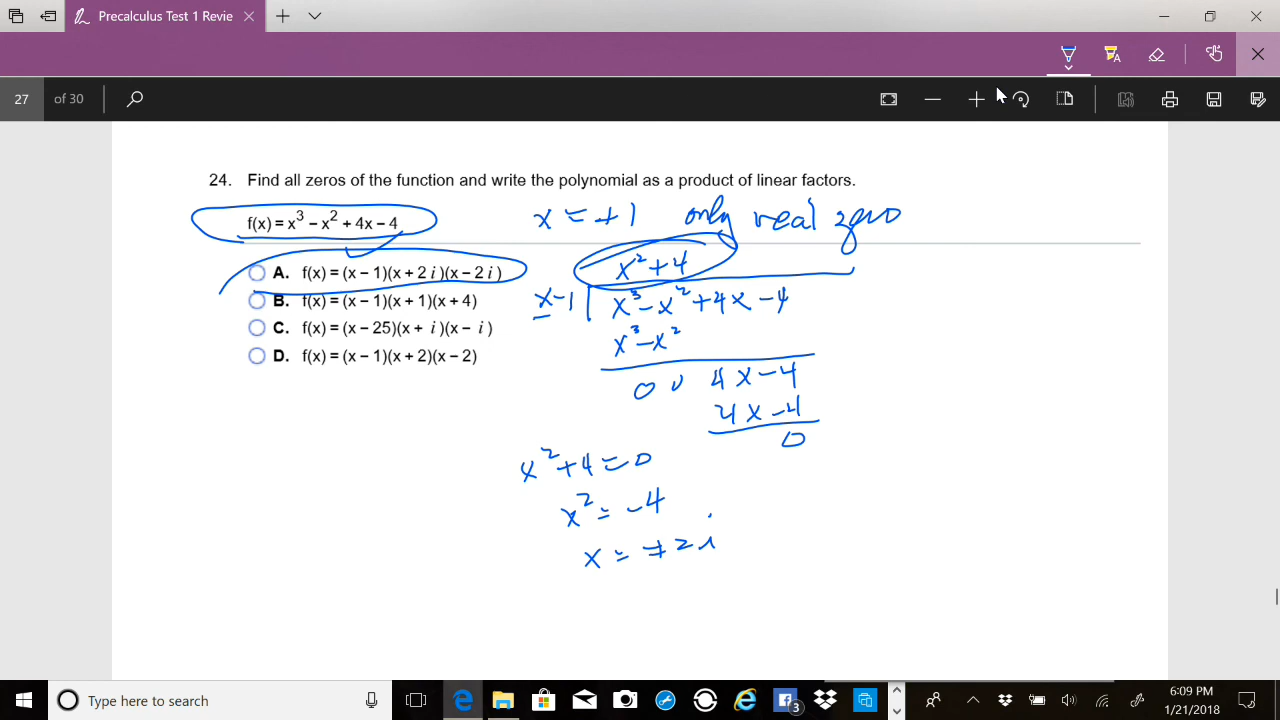 Precalculus Test 1 Revie
27 of 30
24. Find all zeros of the function and write the polynomial as a product of linear factors.
f(x) = x³ − x² + 4x − 4
x = +1 only real zero
A. f(x) = (x − 1)(x + 2 i )(x − 2 i )
B. f(x) = (x − 1)(x + 1)(x + 4)
C. f(x) = (x − 25)(x + i )(x − i )
D. f(x) = (x − 1)(x + 2)(x − 2)
x² + 4
x−1 x³ − x² + 4x − 4
x³ − x²
0 4x − 4
4x − 4
0
x² + 4 = 0
x² = −4
x = ±2i
Type here to search
3
6:09 PM
1/21/2018